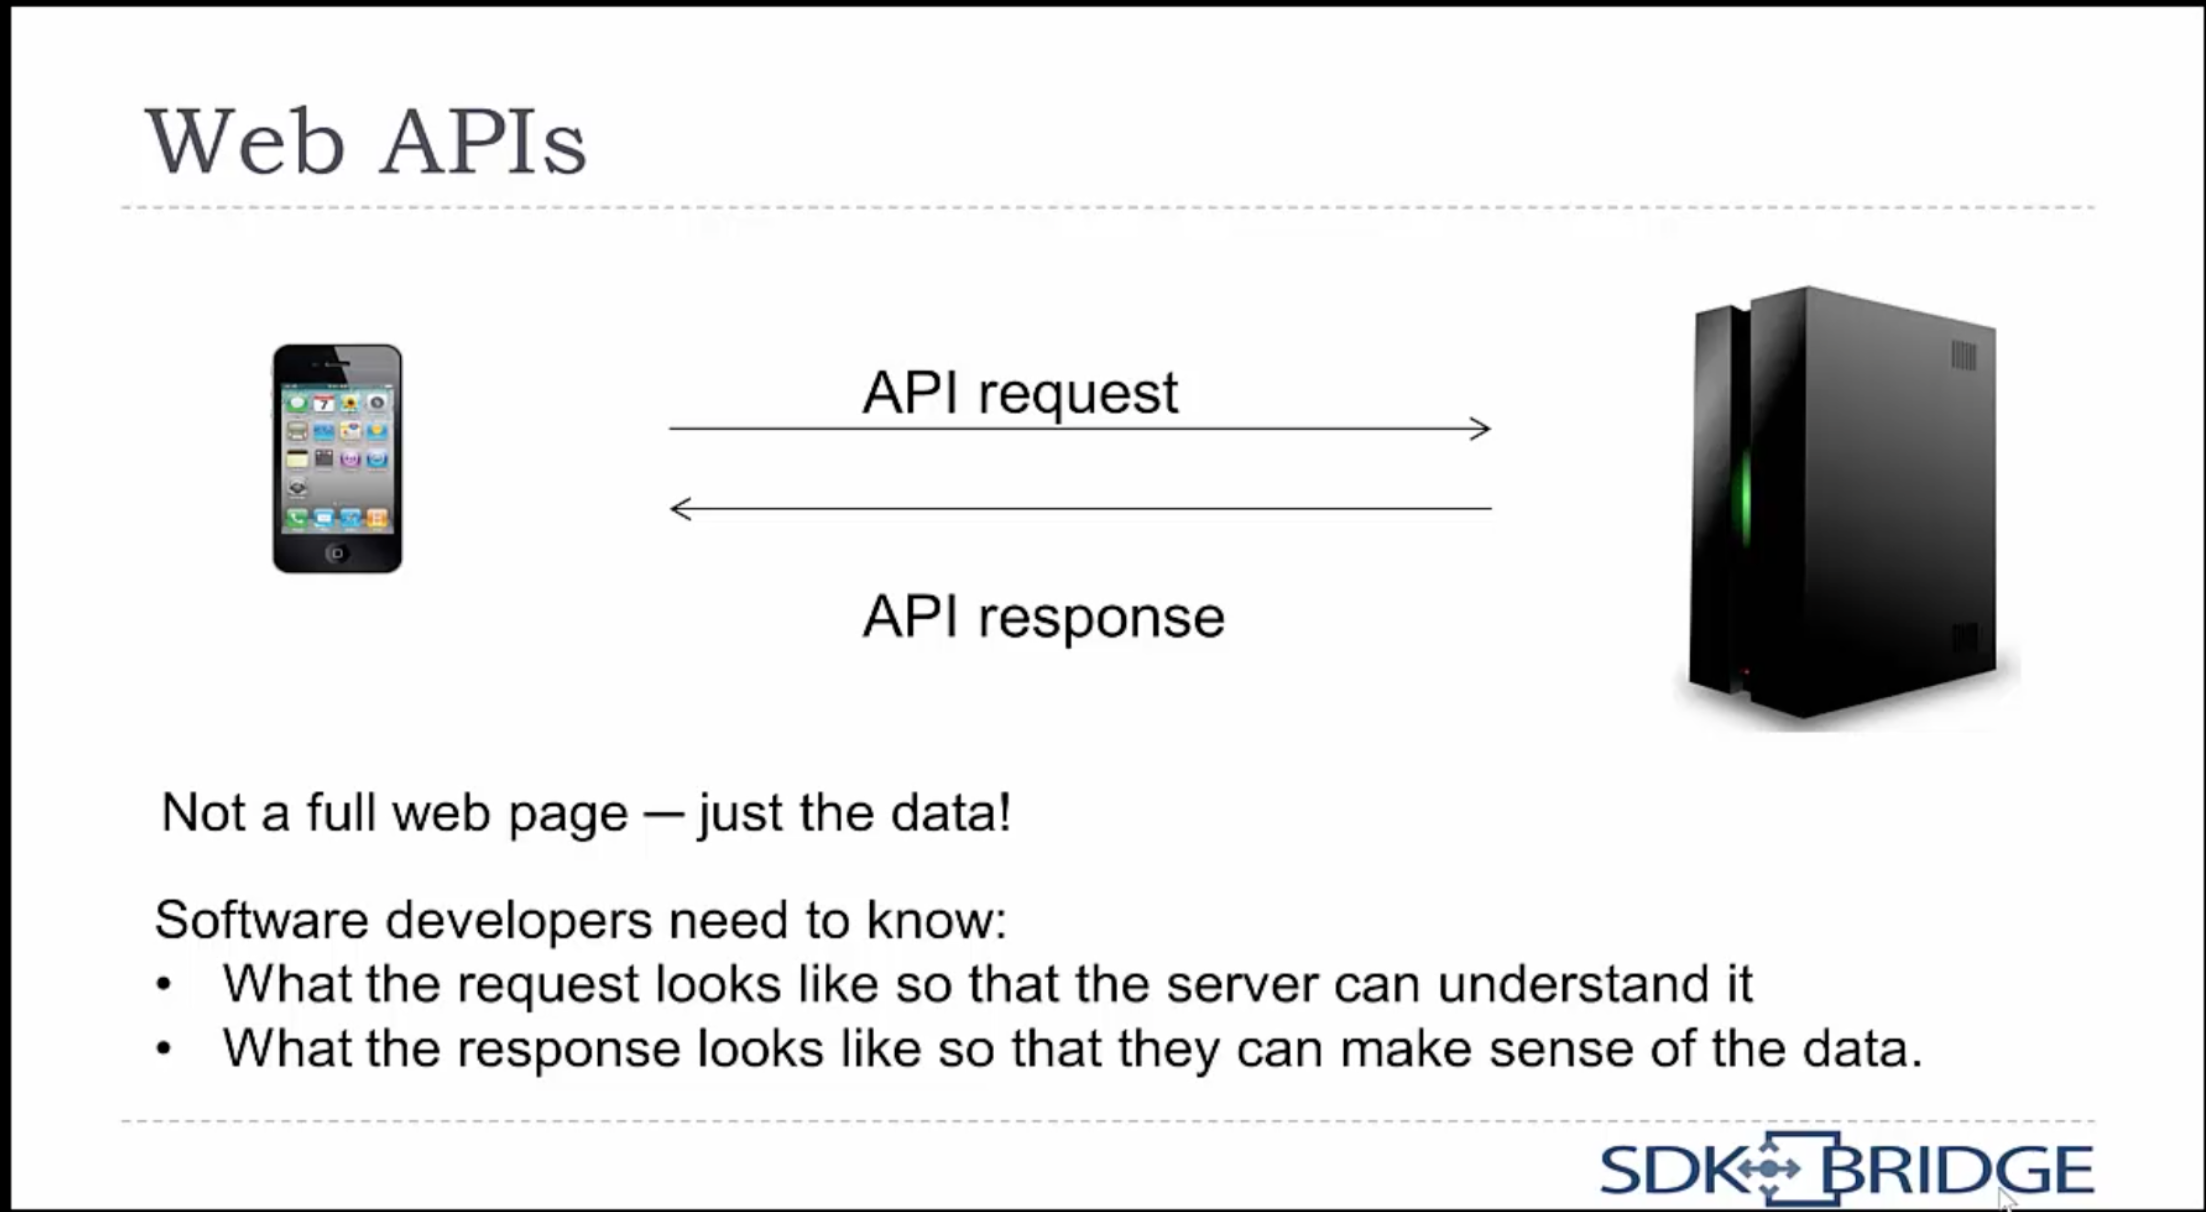 Web APIs
7
API request
API response
Not a full web page — just the data!
Software developers need to know:
• What the request looks like so that the server can understand it
• What the response looks like so that they can make sense of the data.
SDK BRIDGE